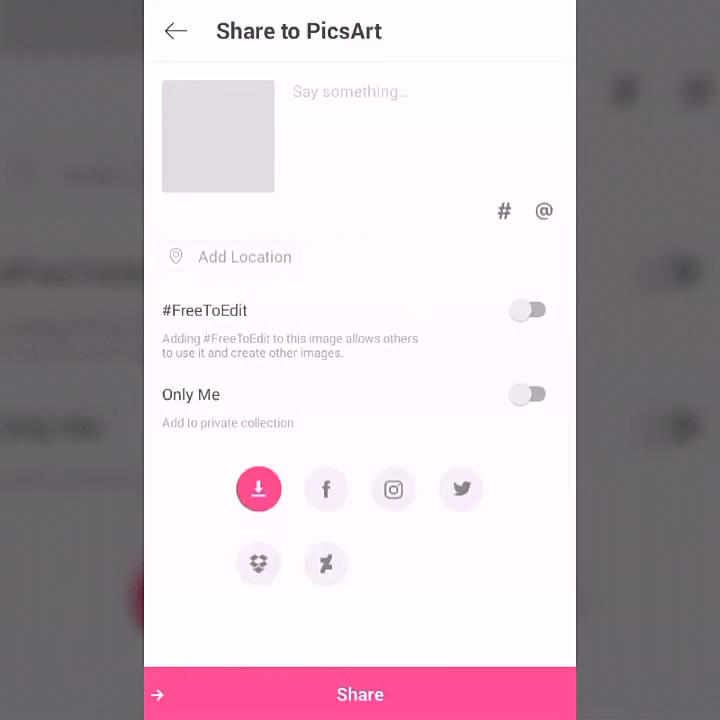 Share to PicsArt
Say something...
# @
Add Location
#FreeToEdit
Adding #FreeToEdit to this image allows others
to use it and create other images.
Only Me
Add to private collection
Share